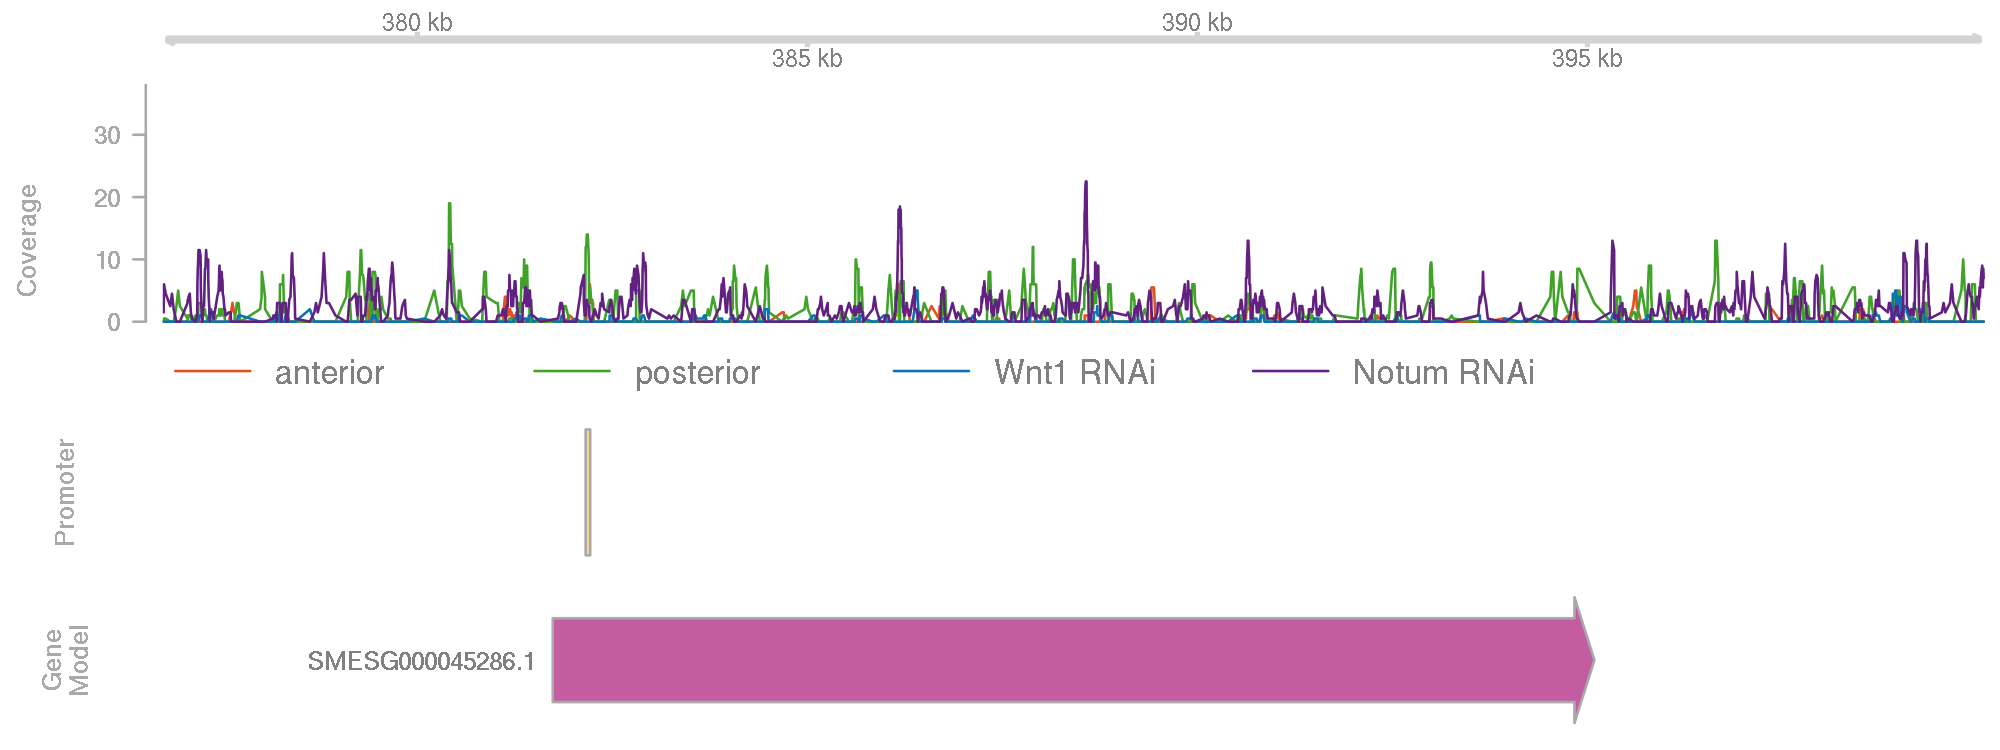 380 kb
390 kb
385 kb
395 kb
Coverage
30
20
10
0
anterior
posterior
Wnt1 RNAi
Notum RNAi
Promoter
Gene
Model
SMESG000045286.1